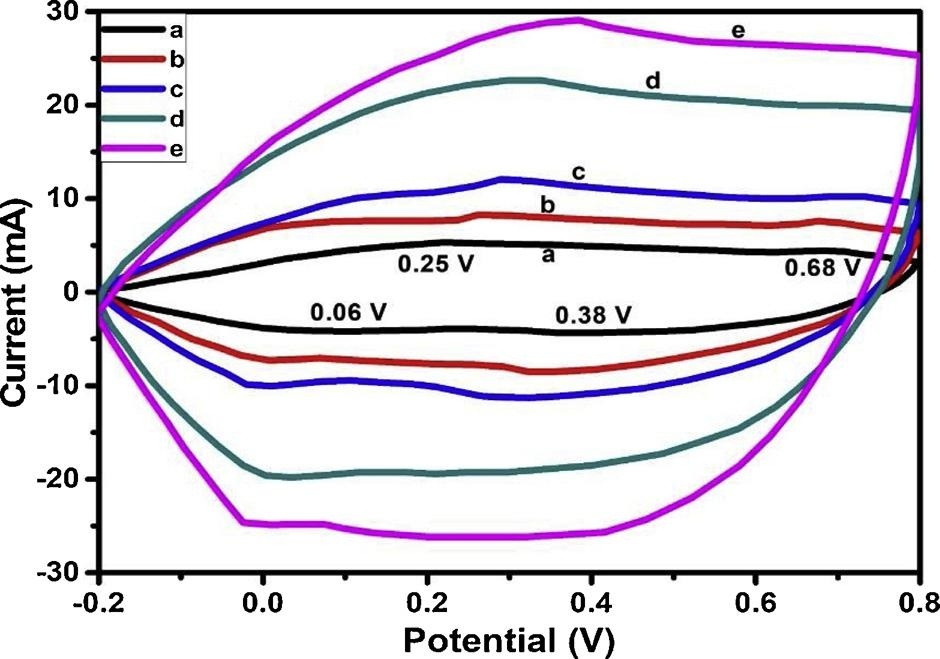 30
20
10
0
-10
-20
-30
Current (mA)
a
b
c
d
e
e
d
c
b
a
0.25 V
0.68 V
0.06 V
0.38 V
-0.2
0.0
0.2
0.4
0.6
0.8
Potential (V)